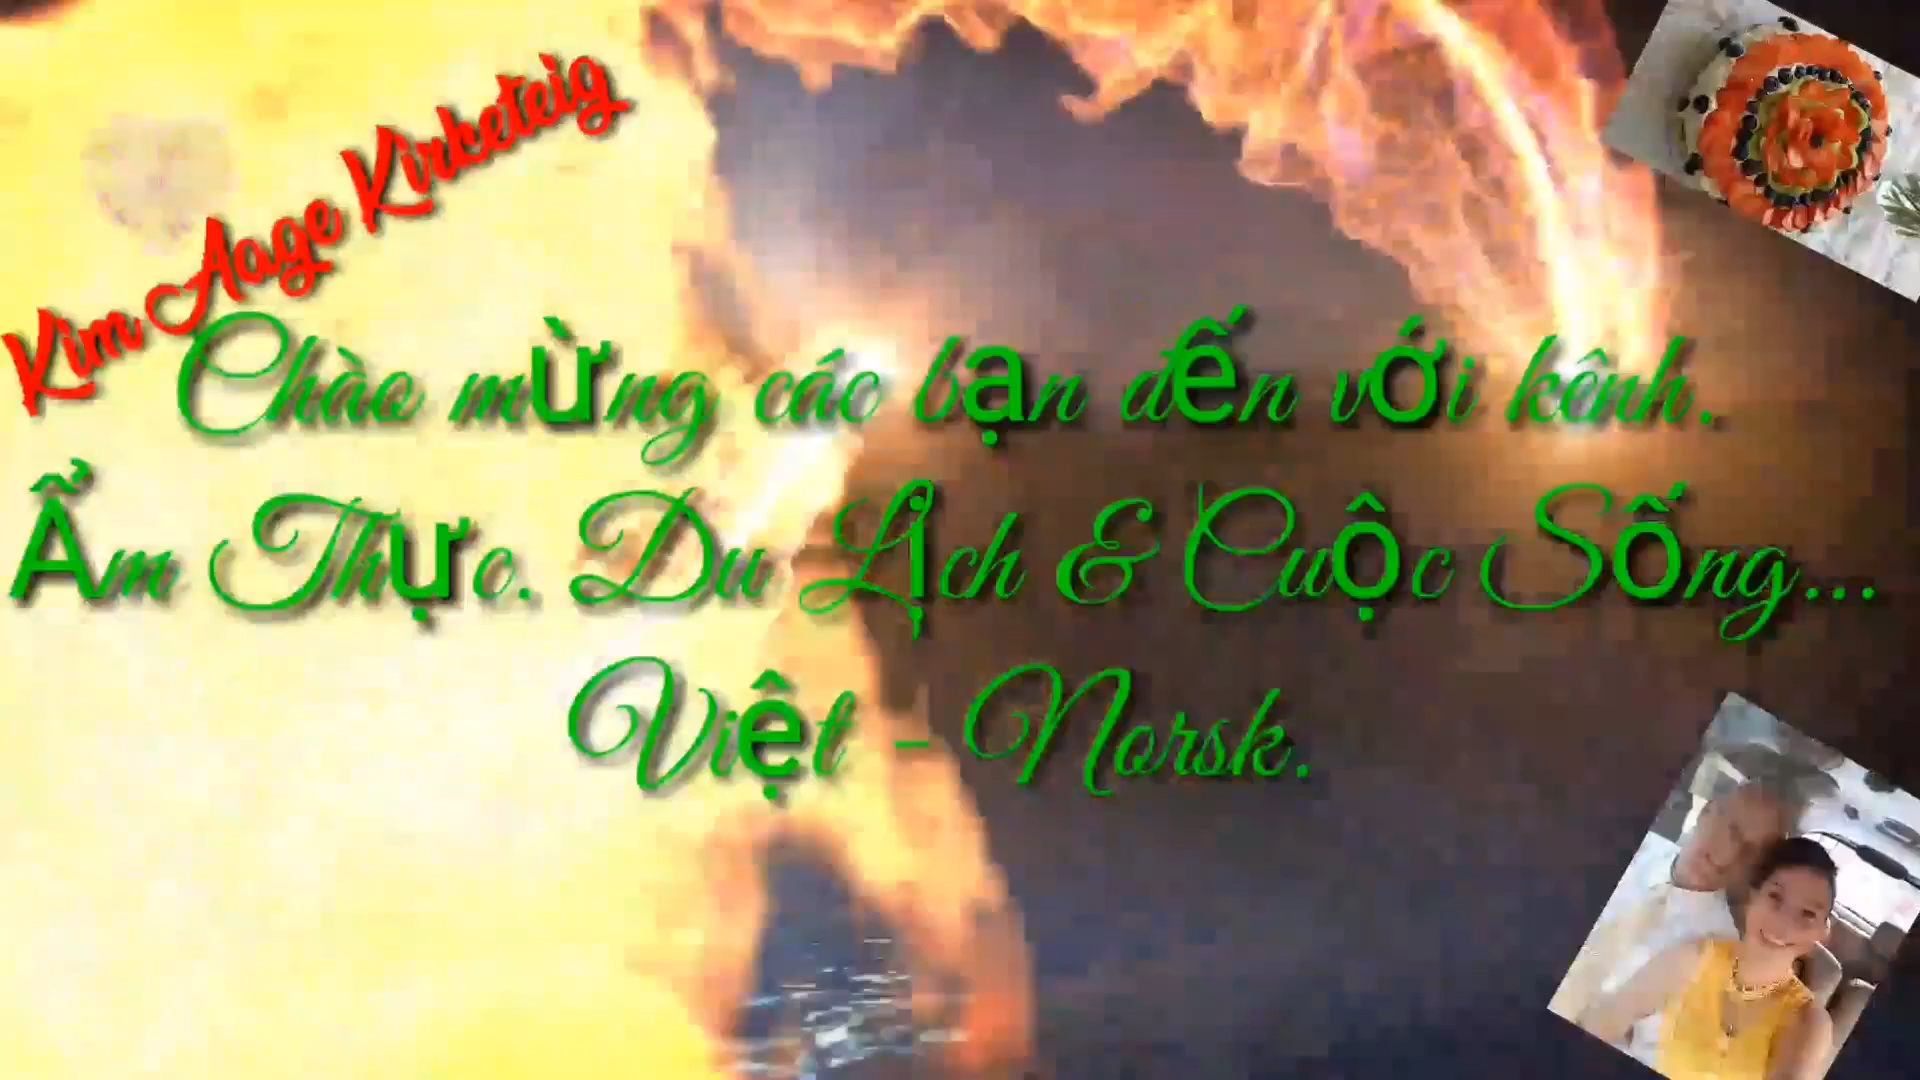 Kim Aage Kirketeig
Chào mừng các bạn đến với kênh.
Ẩm Thực. Du Lịch & Cuộc Sống...
Việt - Norsk.